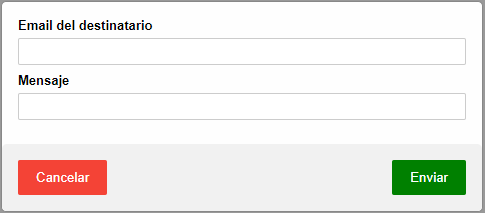 Email del destinatario
Mensaje
Cancelar
Enviar